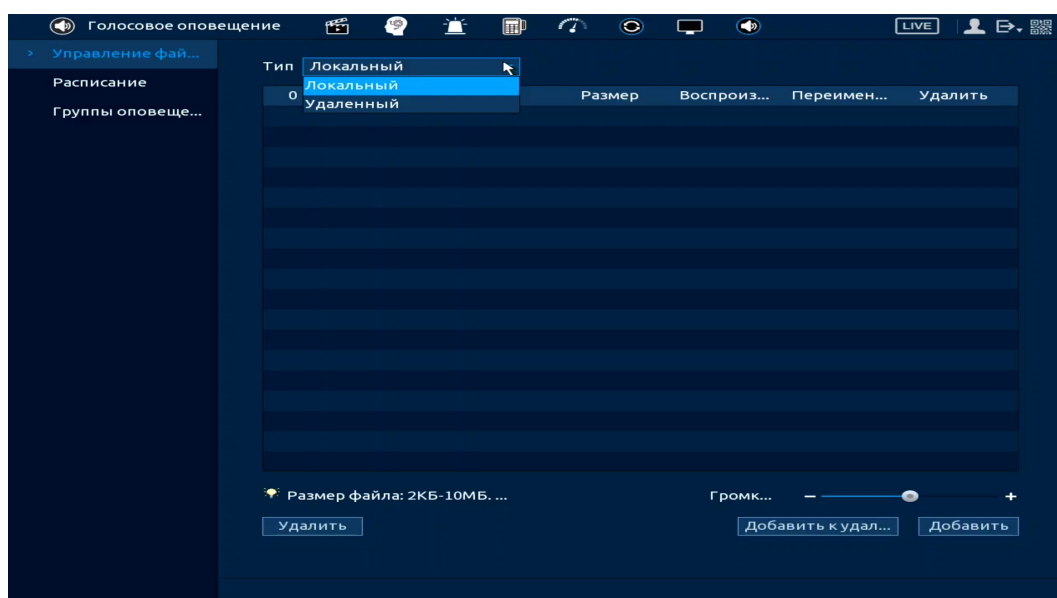 Голосовое оповещение
LIVE
> Управление фай...
Расписание
Группы оповеще...
Тип Локальный
Локальный
Удаленный
0 Размер Воспроиз... Переимен... Удалить
Размер файла: 2КБ-10МБ. ...
Громк... – +
Удалить
Добавить к удал...
Добавить